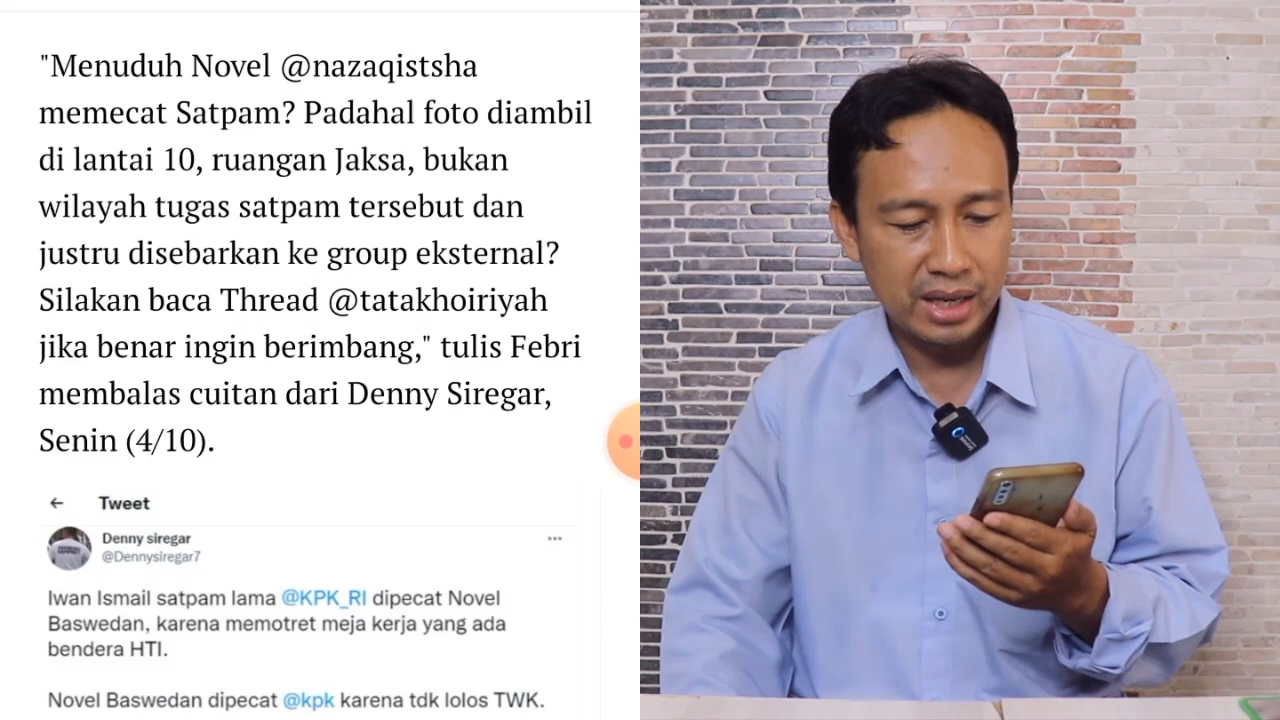 "Menuduh Novel @nazaqistsha
memecat Satpam? Padahal foto diambil
di lantai 10, ruangan Jaksa, bukan
wilayah tugas satpam tersebut dan
justru disebarkan ke group eksternal?
Silakan baca Thread @tatakhoiriyah
jika benar ingin berimbang," tulis Febri
membalas cuitan dari Denny Siregar,
Senin (4/10).
← Tweet
Denny siregar
@Dennysiregar7
Iwan Ismail satpam lama @KPK_RI dipecat Novel
Baswedan, karena memotret meja kerja yang ada
bendera HTI.
Novel Baswedan dipecat @kpk karena tdk lolos TWK.